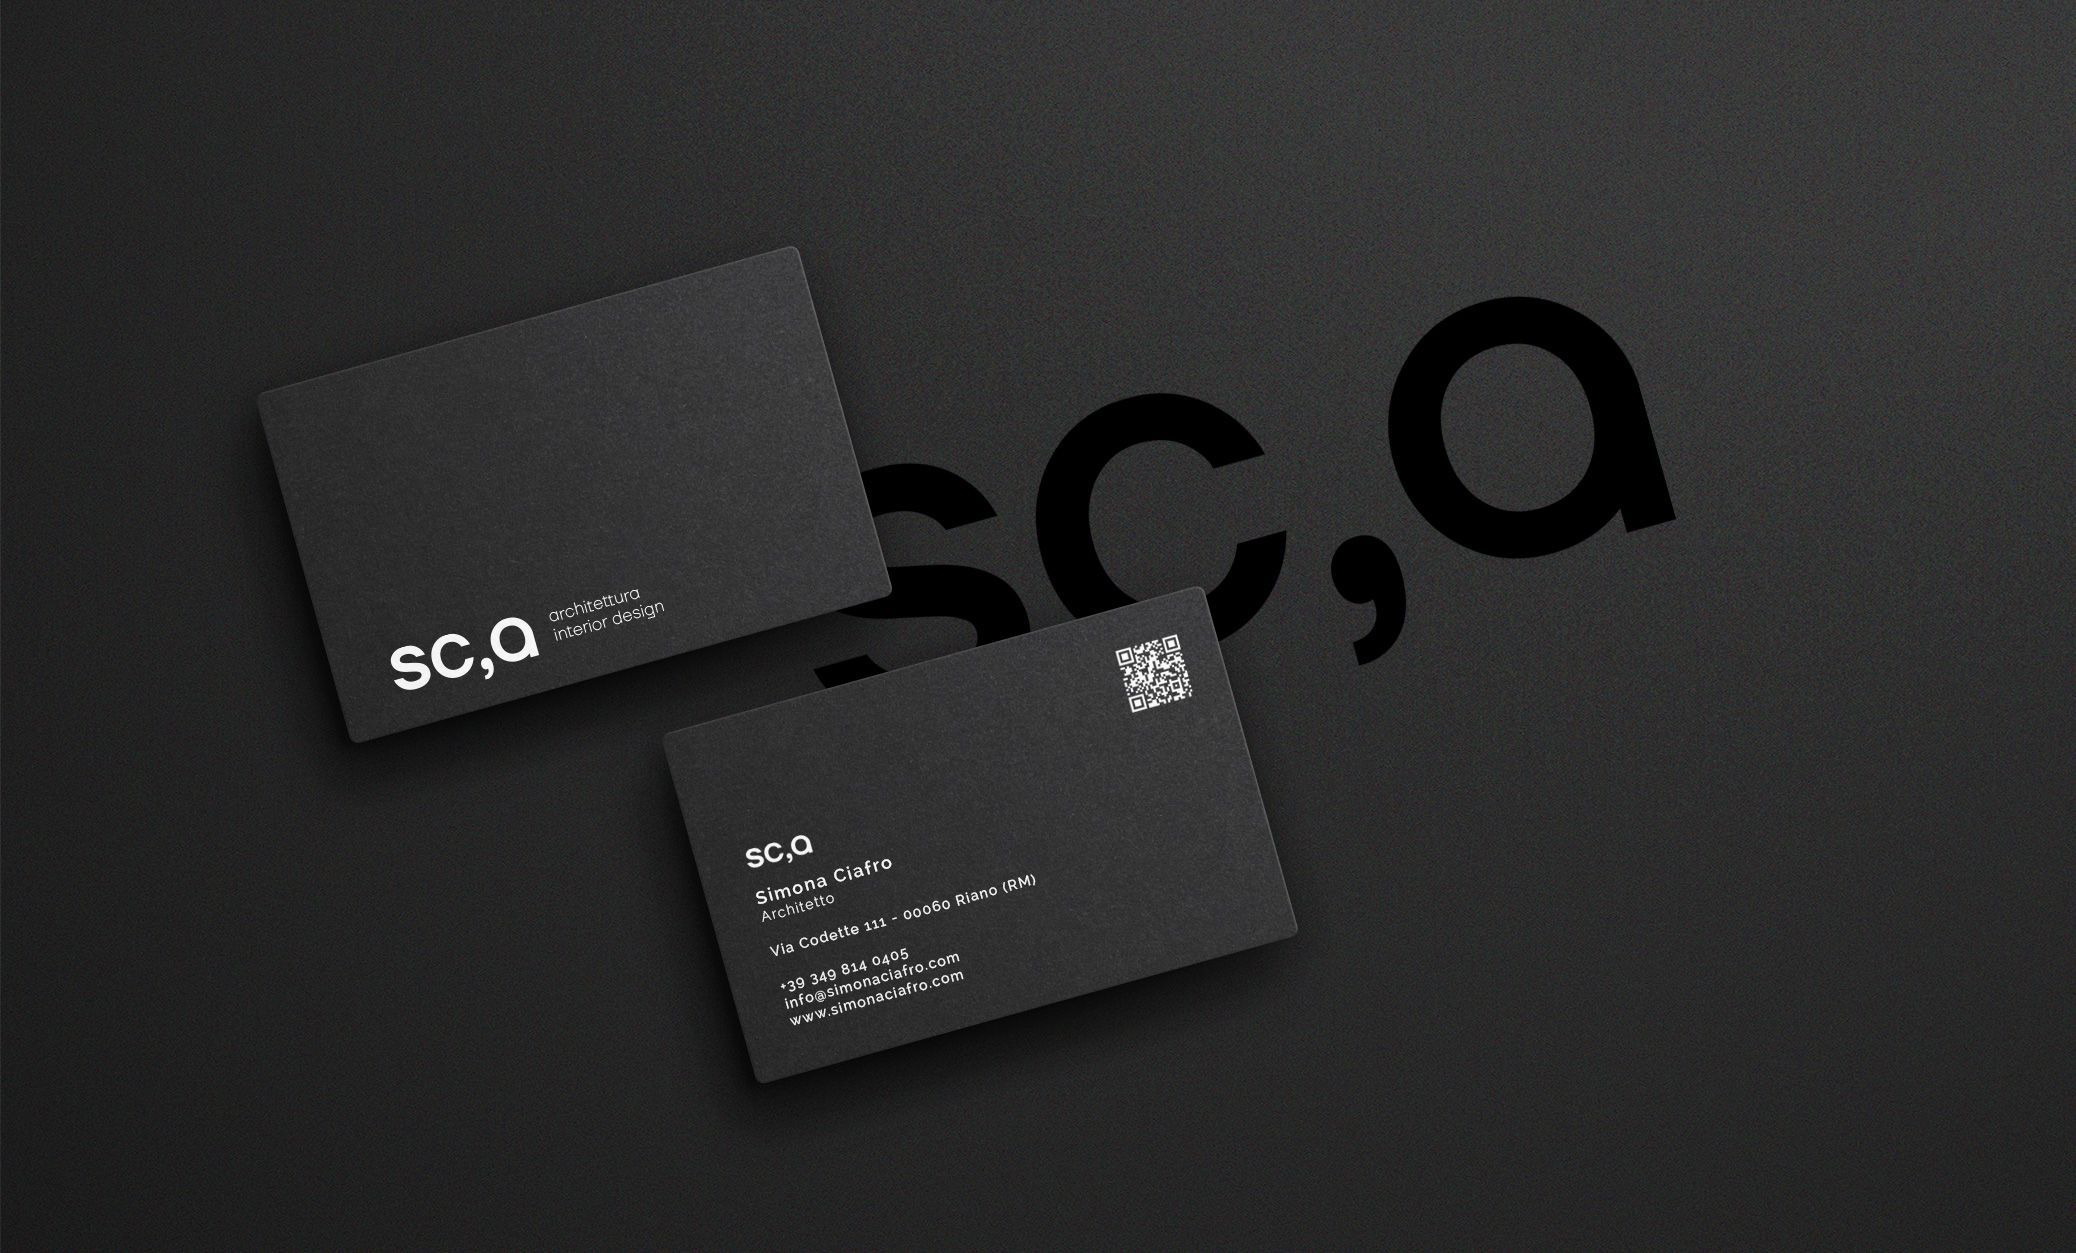 sc,a
architettura
interior design
sc,a
sc,a
Simona Ciafro
Architetto
Via Codette 111 - 00060 Riano (RM)
+39 349 814 0405
info@simonaciafro.com
www.simonaciafro.com